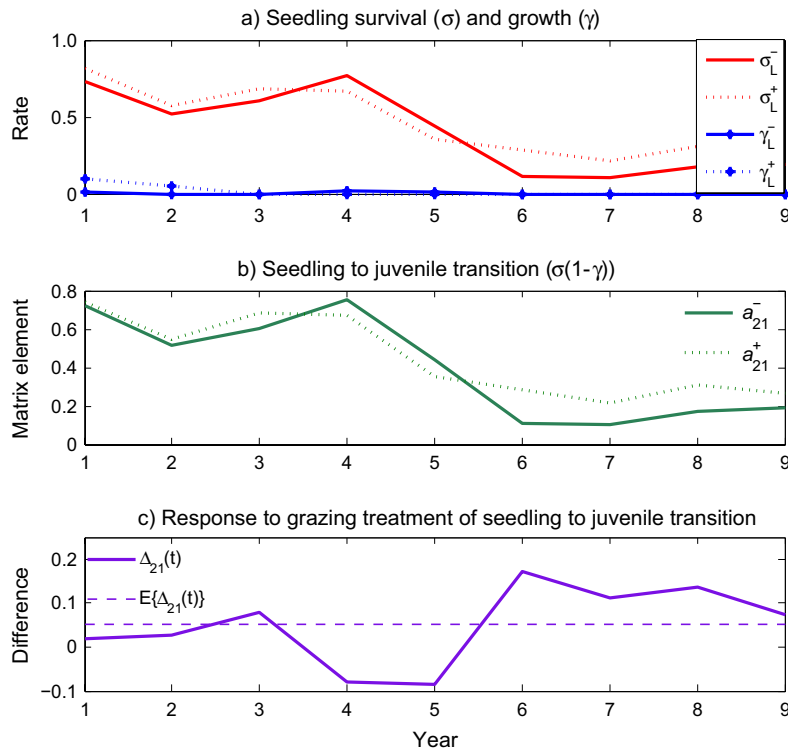 a) Seedling survival (σ) and growth (γ)
Rate
1.0
0.5
0
σ_L^-
σ_L^+
γ_L^-
γ_L^+
1 2 3 4 5 6 7 8 9
b) Seedling to juvenile transition (σ(1-γ))
Matrix element
0.8
0.6
0.4
0.2
0
a_21^-
a_21^+
1 2 3 4 5 6 7 8 9
c) Response to grazing treatment of seedling to juvenile transition
Difference
0.2
0.1
0
−0.1
Δ_21(t)
E{Δ_21(t)}
1 2 3 4 5 6 7 8 9
Year